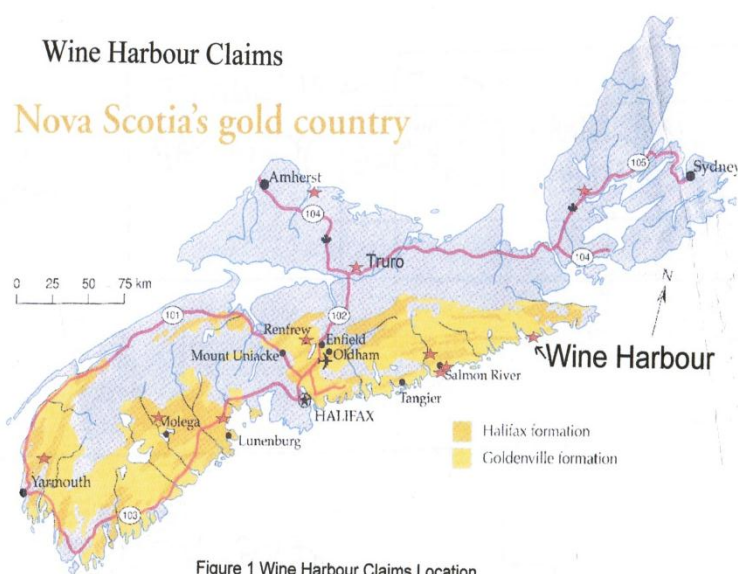 Wine Harbour Claims
Nova Scotia's gold country
Amherst
104
105
Sydney
Truro
104
0 25 50 75 km
N
101
102
Renfrew
Enfield
Mount Uniacke
Oldham
Wine Harbour
Salmon River
Tangier
HALIFAX
Molega
Lunenburg
Halifax formation
Goldenville formation
Yarmouth
103
Figure 1 Wine Harbour Claims Location